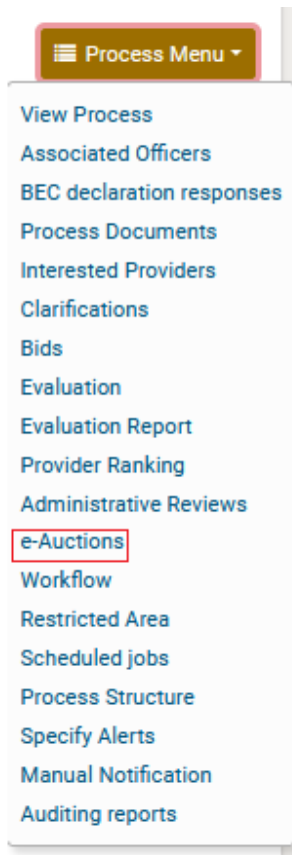 Process Menu
View Process
Associated Officers
BEC declaration responses
Process Documents
Interested Providers
Clarifications
Bids
Evaluation
Evaluation Report
Provider Ranking
Administrative Reviews
e-Auctions
Workflow
Restricted Area
Scheduled jobs
Process Structure
Specify Alerts
Manual Notification
Auditing reports